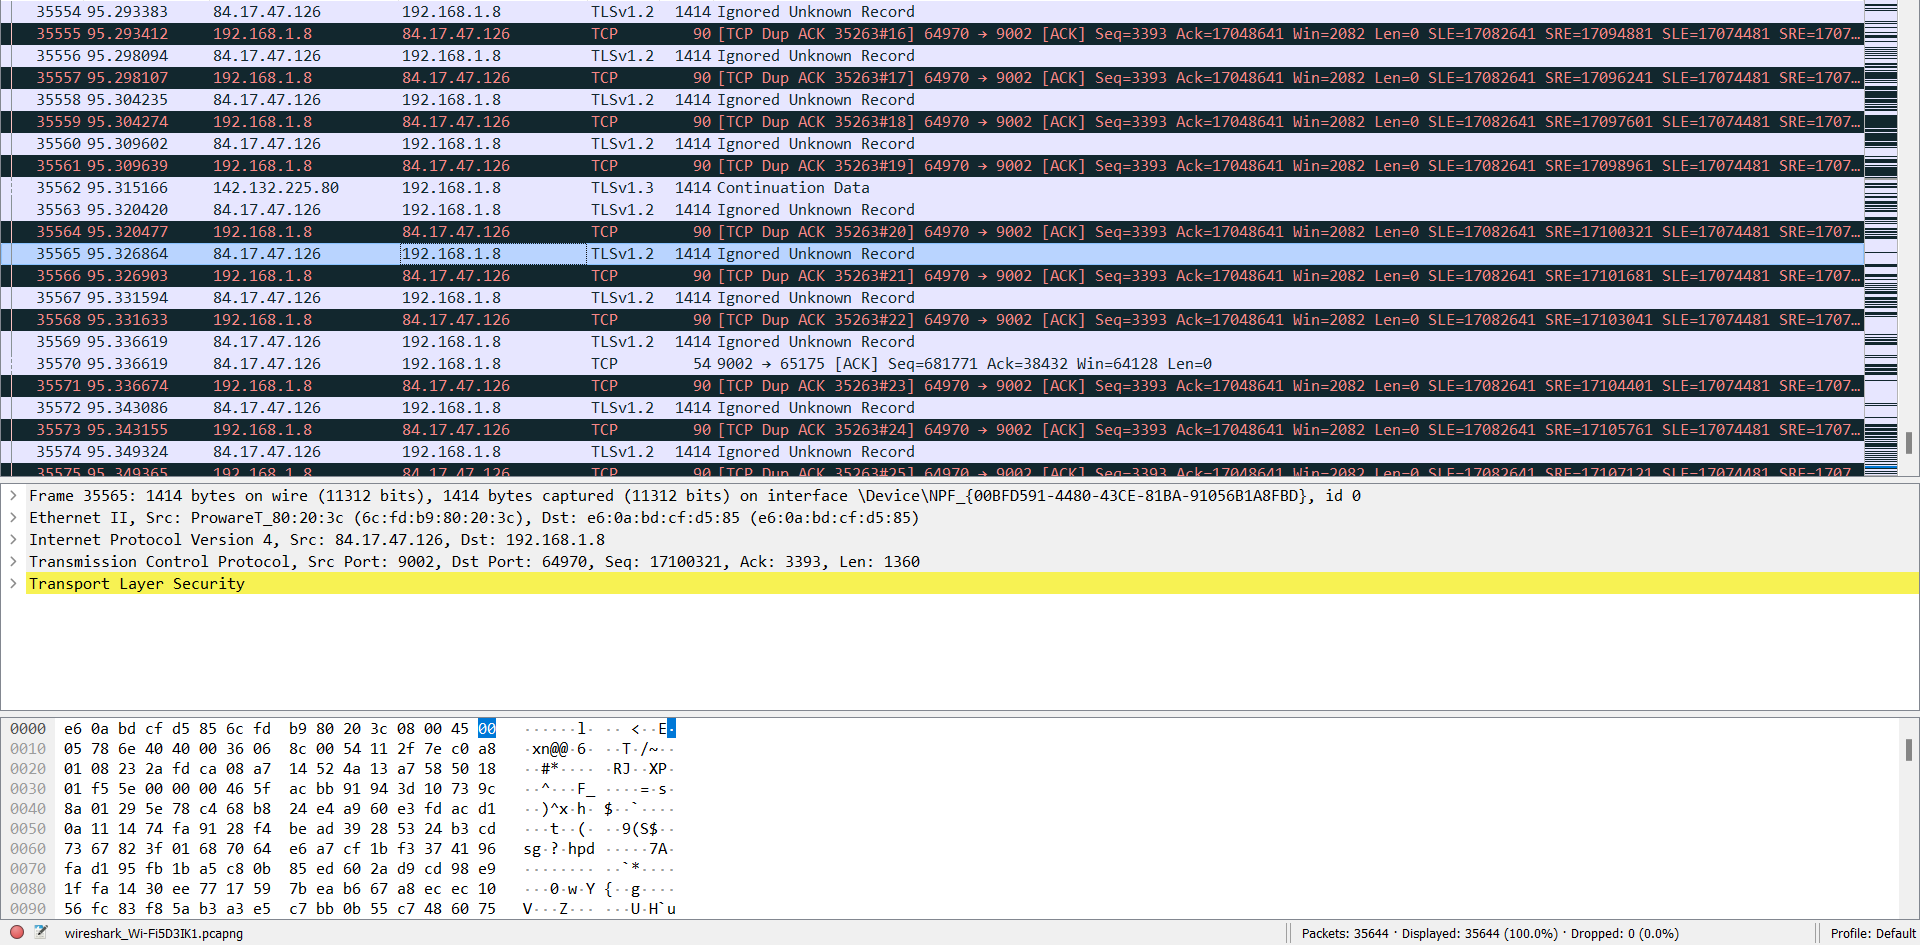 35554 95.293383 84.17.47.126 192.168.1.8 TLSv1.2 1414 Ignored Unknown Record
35555 95.293412 192.168.1.8 84.17.47.126 TCP 90 [TCP Dup ACK 35263#16] 64970 → 9002 [ACK] Seq=3393 Ack=17048641 Win=2082 Len=0 SLE=17082641 SRE=17094881 SLE=17074481 SRE=1707…
35556 95.298094 84.17.47.126 192.168.1.8 TLSv1.2 1414 Ignored Unknown Record
35557 95.298107 192.168.1.8 84.17.47.126 TCP 90 [TCP Dup ACK 35263#17] 64970 → 9002 [ACK] Seq=3393 Ack=17048641 Win=2082 Len=0 SLE=17082641 SRE=17096241 SLE=17074481 SRE=1707…
35558 95.304235 84.17.47.126 192.168.1.8 TLSv1.2 1414 Ignored Unknown Record
35559 95.304274 192.168.1.8 84.17.47.126 TCP 90 [TCP Dup ACK 35263#18] 64970 → 9002 [ACK] Seq=3393 Ack=17048641 Win=2082 Len=0 SLE=17082641 SRE=17097601 SLE=17074481 SRE=1707…
35560 95.309602 84.17.47.126 192.168.1.8 TLSv1.2 1414 Ignored Unknown Record
35561 95.309639 192.168.1.8 84.17.47.126 TCP 90 [TCP Dup ACK 35263#19] 64970 → 9002 [ACK] Seq=3393 Ack=17048641 Win=2082 Len=0 SLE=17082641 SRE=17098961 SLE=17074481 SRE=1707…
35562 95.315166 142.132.225.80 192.168.1.8 TLSv1.3 1414 Continuation Data
35563 95.320420 84.17.47.126 192.168.1.8 TLSv1.2 1414 Ignored Unknown Record
35564 95.320477 192.168.1.8 84.17.47.126 TCP 90 [TCP Dup ACK 35263#20] 64970 → 9002 [ACK] Seq=3393 Ack=17048641 Win=2082 Len=0 SLE=17082641 SRE=17100321 SLE=17074481 SRE=1707…
35565 95.326864 84.17.47.126 192.168.1.8 TLSv1.2 1414 Ignored Unknown Record
35566 95.326903 192.168.1.8 84.17.47.126 TCP 90 [TCP Dup ACK 35263#21] 64970 → 9002 [ACK] Seq=3393 Ack=17048641 Win=2082 Len=0 SLE=17082641 SRE=17101681 SLE=17074481 SRE=1707…
35567 95.331594 84.17.47.126 192.168.1.8 TLSv1.2 1414 Ignored Unknown Record
35568 95.331633 192.168.1.8 84.17.47.126 TCP 90 [TCP Dup ACK 35263#22] 64970 → 9002 [ACK] Seq=3393 Ack=17048641 Win=2082 Len=0 SLE=17082641 SRE=17103041 SLE=17074481 SRE=1707…
35569 95.336619 84.17.47.126 192.168.1.8 TLSv1.2 1414 Ignored Unknown Record
35570 95.336619 84.17.47.126 192.168.1.8 TCP 54 9002 → 65175 [ACK] Seq=681771 Ack=38432 Win=64128 Len=0
35571 95.336674 192.168.1.8 84.17.47.126 TCP 90 [TCP Dup ACK 35263#23] 64970 → 9002 [ACK] Seq=3393 Ack=17048641 Win=2082 Len=0 SLE=17082641 SRE=17104401 SLE=17074481 SRE=1707…
35572 95.343086 84.17.47.126 192.168.1.8 TLSv1.2 1414 Ignored Unknown Record
35573 95.343155 192.168.1.8 84.17.47.126 TCP 90 [TCP Dup ACK 35263#24] 64970 → 9002 [ACK] Seq=3393 Ack=17048641 Win=2082 Len=0 SLE=17082641 SRE=17105761 SLE=17074481 SRE=1707…
35574 95.349324 84.17.47.126 192.168.1.8 TLSv1.2 1414 Ignored Unknown Record
35575 95.349365 192.168.1.8 84.17.47.126 TCP 90 [TCP Dup ACK 35263#25] 64970 → 9002 [ACK] Seq=3393 Ack=17048641 Win=2082 Len=0 SLE=17082641 SRE=17107121 SLE=17074481 SRE=1707…
Frame 35565: 1414 bytes on wire (11312 bits), 1414 bytes captured (11312 bits) on interface \Device\NPF_{00BFD591-4480-43CE-81BA-91056B1A8FBD}, id 0
Ethernet II, Src: ProwareT_80:20:3c (6c:fd:b9:80:20:3c), Dst: e6:0a:bd:cf:d5:85 (e6:0a:bd:cf:d5:85)
Internet Protocol Version 4, Src: 84.17.47.126, Dst: 192.168.1.8
Transmission Control Protocol, Src Port: 9002, Dst Port: 64970, Seq: 17100321, Ack: 3393, Len: 1360
Transport Layer Security
0000 e6 0a bd cf d5 85 6c fd b9 80 20 3c 08 00 45 00 ······l· ·· <··E·
0010 05 78 6e 40 40 00 36 06 8c 00 54 11 2f 7e c0 a8 ·xn@@·6· ··T·/~··
0020 01 08 23 2a fd ca 08 a7 14 52 4a 13 a7 58 50 18 ··#*···· ·RJ··XP·
0030 01 f5 5e 00 00 00 46 5f ac bb 91 94 3d 10 73 9c ··^···F_ ····=·s·
0040 8a 01 29 5e 78 c4 68 b8 24 e4 a9 60 e3 fd ac d1 ··)^x·h· $··`····
0050 0a 11 14 74 fa 91 28 f4 be ad 39 28 53 24 b3 cd ···t··(· ··9(S$··
0060 73 67 82 3f 01 68 70 64 e6 a7 cf 1b f3 37 41 96 sg·?·hpd ·····7A·
0070 fa d1 95 fb 1b a5 c8 0b 85 ed 60 2a d9 cd 98 e9 ········ ··`*····
0080 1f fa 14 30 ee 77 17 59 7b ea b6 67 a8 ec ec 10 ···0·w·Y {··g····
0090 56 fc 83 f8 5a b3 a3 e5 c7 bb 0b 55 c7 48 60 75 V···Z··· ···U·H`u
wireshark_Wi-Fi5D3IK1.pcapng Packets: 35644 · Displayed: 35644 (100.0%) · Dropped: 0 (0.0%) Profile: Default